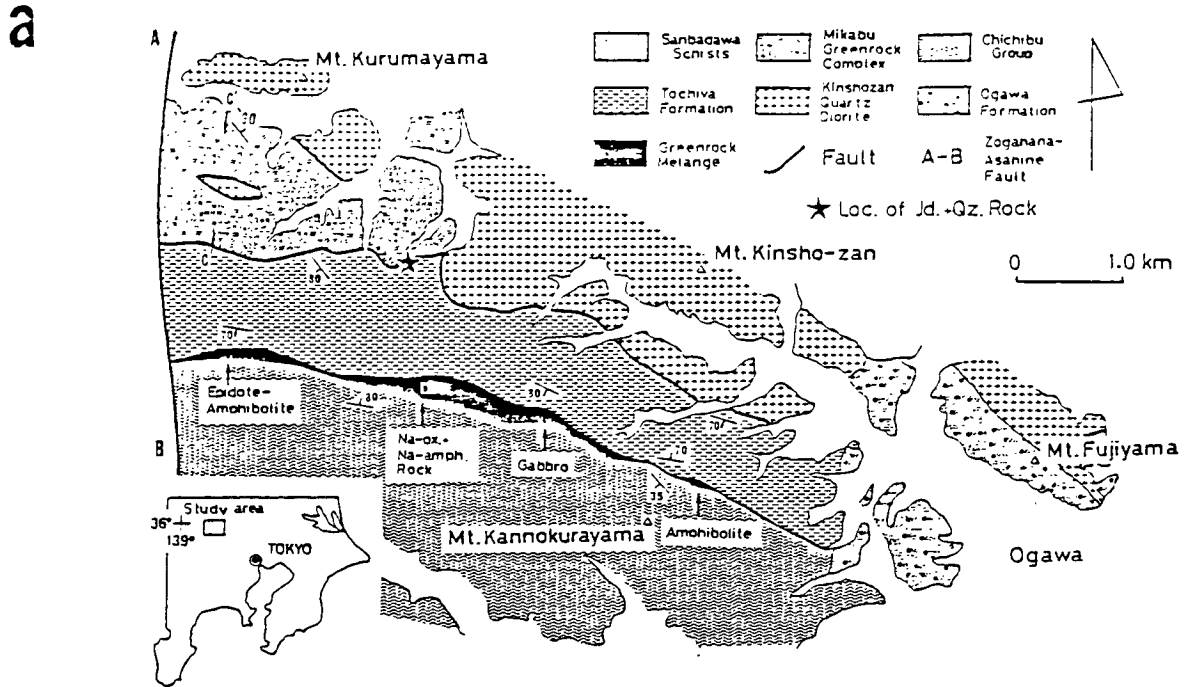 a
A
Mt. Kurumayama
Sanbagawa
Schists
Mikabu
Greenrock
Complex
Chichibu
Group
Tochiya
Formation
Kinshozan
Quartz
Diorite
Ogawa
Formation
Greenrock
Melange
Fault
A-B
Fault
★ Loc. of Jd.+Qz. Rock
C'
30
C
30
Mt. Kinsho-zan
0 1.0 km
70
Epidote-
Amphibolite
80
Na-px.+
Na-amph.
Rock
Gabbro
30
70
70
35
Amphibolite
Mt. Kannokurayama
Mt. Fujiyama
Ogawa
B
Study area
36°
139°
TOKYO